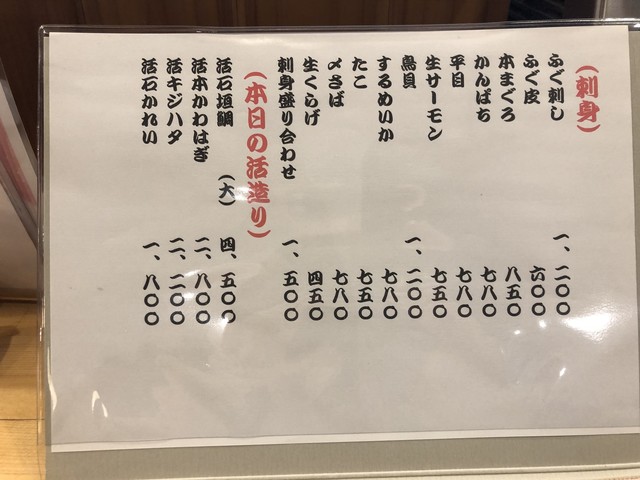 (刺身)
ふぐ刺し 一、二〇〇
ふぐ皮 六〇〇
本まぐろ 八五〇
かんぱち 七八〇
平目 七八〇
生サーモン 七五〇
鳥貝 一、二〇〇
するめいか 七八〇
たこ 七五〇
〆さば 七八〇
生くらげ 四五〇
刺身盛り合わせ 一、五〇〇
(本日の活造り)
活石垣鯛 (大) 四、五〇〇
活本かわはぎ 二、八〇〇
活キジハタ 二、二〇〇
活石かれい 一、八〇〇